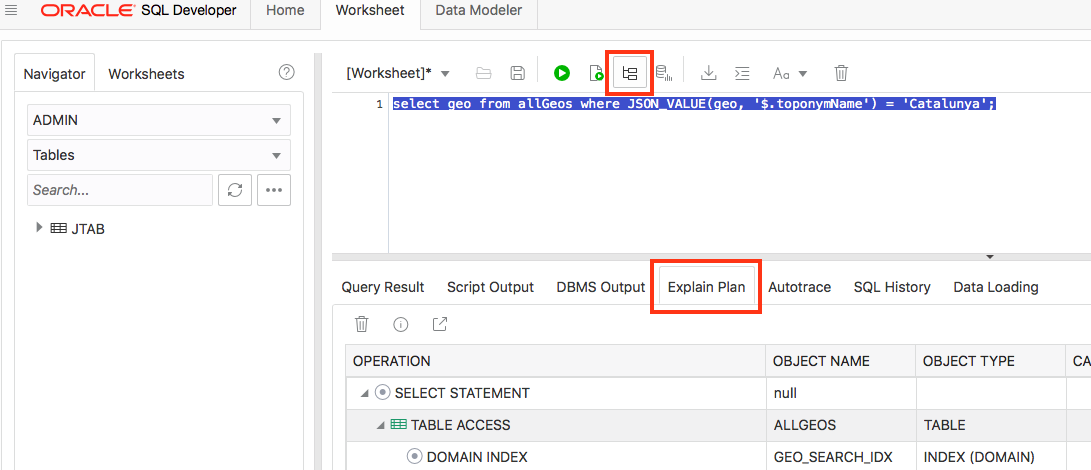 ORACLE SQL Developer Home Worksheet Data Modeler
Navigator Worksheets
[Worksheet]*
Aa
1 select geo from allGeos where JSON_VALUE(geo, '$.toponymName') = 'Catalunya';
ADMIN
Tables
Search...
JTAB
Query Result Script Output DBMS Output Explain Plan Autotrace SQL History Data Loading
OPERATION OBJECT NAME OBJECT TYPE CA
SELECT STATEMENT null
TABLE ACCESS ALLGEOS TABLE
DOMAIN INDEX GEO_SEARCH_IDX INDEX (DOMAIN)